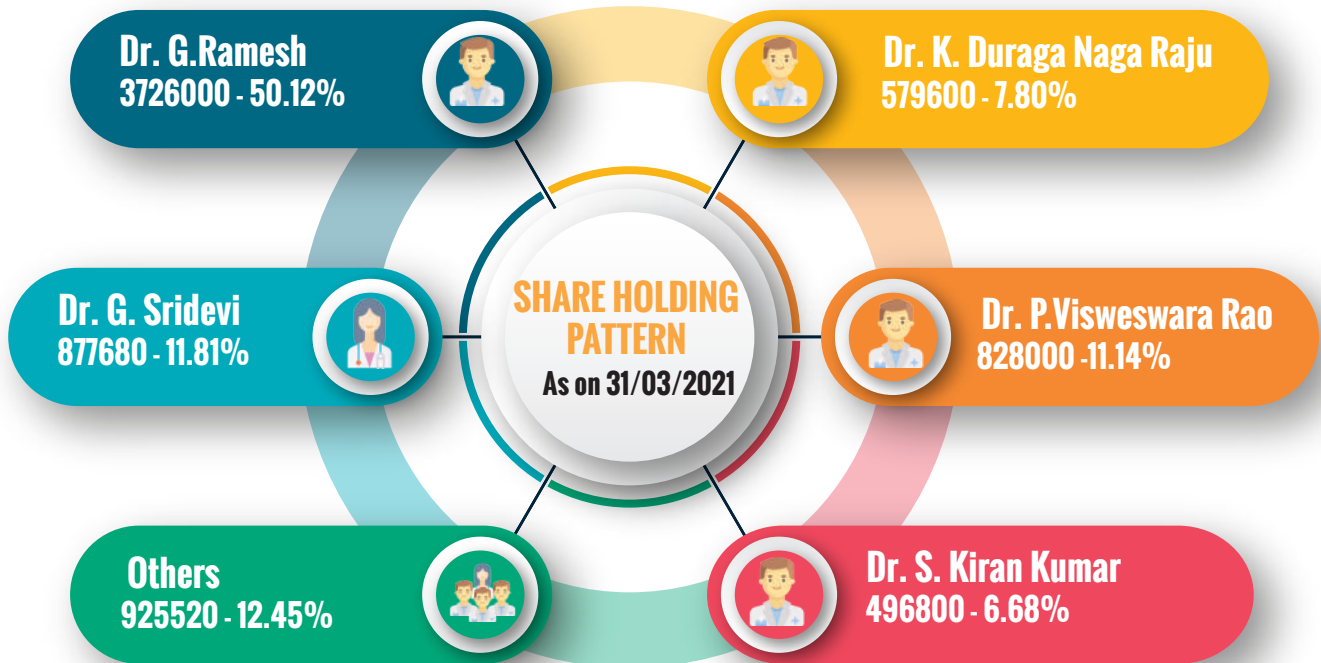 Dr. G.Ramesh
3726000 - 50.12%
Dr. K. Duraga Naga Raju
579600 - 7.80%
Dr. G. Sridevi
877680 - 11.81%
SHARE HOLDING
PATTERN
As on 31/03/2021
Dr. P.Visweswara Rao
828000 -11.14%
Others
925520 - 12.45%
Dr. S. Kiran Kumar
496800 - 6.68%